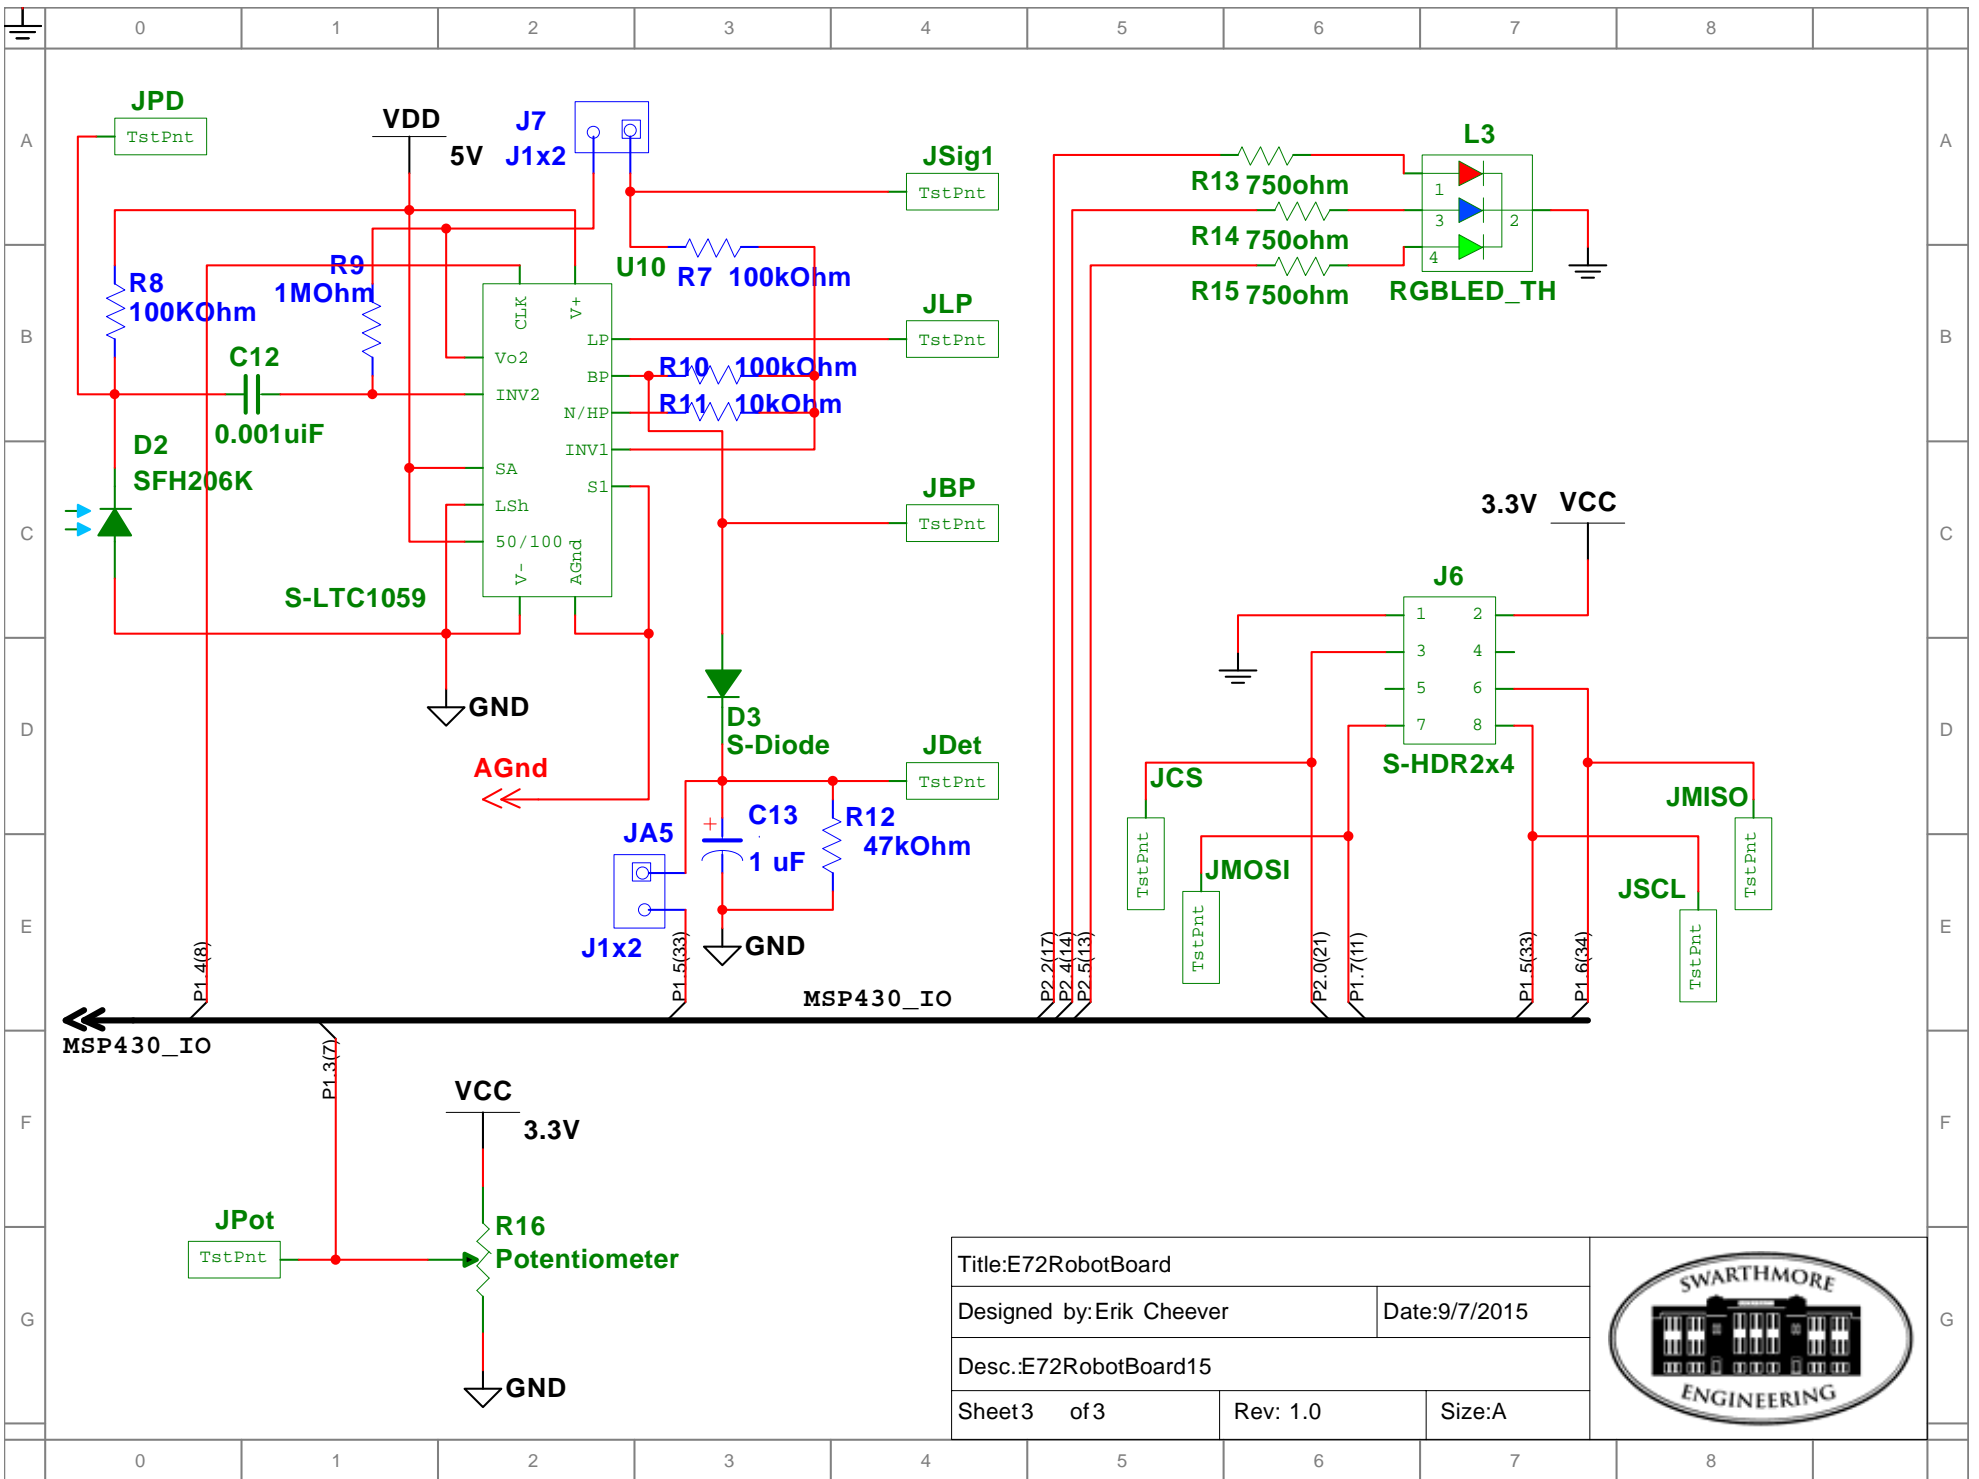 0 1 2 3 4 5 6 7 8
A
A
B
B
C
C
D
D
E
E
F
F
G
G
JPD
TstPnt
VDD
5V
J7
J1x2
JSig1
TstPnt
R8
100KOhm
R9
1MOhm
C12
0.001uiF
D2
SFH206K
U10
R7 100kOhm
CLK
V+
LP
Vo2
BP
INV2
N/HP
INV1
SA
S1
LSh
50/100
V-
AGnd
S-LTC1059
JLP
TstPnt
R10 100kOhm
R11 10kOhm
JBP
TstPnt
GND
AGnd
D3
S-Diode
JDet
TstPnt
JA5
J1x2
+
C13
1 uF
R12
47kOhm
GND
L3
R13 750ohm
R14 750ohm
R15 750ohm
1
3
2
4
RGBLED_TH
3.3V VCC
J6
1 2
3 4
5 6
7 8
S-HDR2x4
JCS
TstPnt
JMOSI
TstPnt
JMISO
TstPnt
JSCL
TstPnt
P1.4(8)
P1.5(33)
P2.2(17)
P2.4(14)
P2.5(13)
P2.0(21)
P1.7(11)
P1.5(33)
P1.6(34)
MSP430_IO
MSP430_IO
P1.3(7)
VCC
3.3V
JPot
TstPnt
R16
Potentiometer
GND
Title:E72RobotBoard
Designed by:Erik Cheever
Date:9/7/2015
Desc.:E72RobotBoard15
Sheet3 of3
Rev: 1.0
Size:A
SWARTHMORE
ENGINEERING
0 1 2 3 4 5 6 7 8